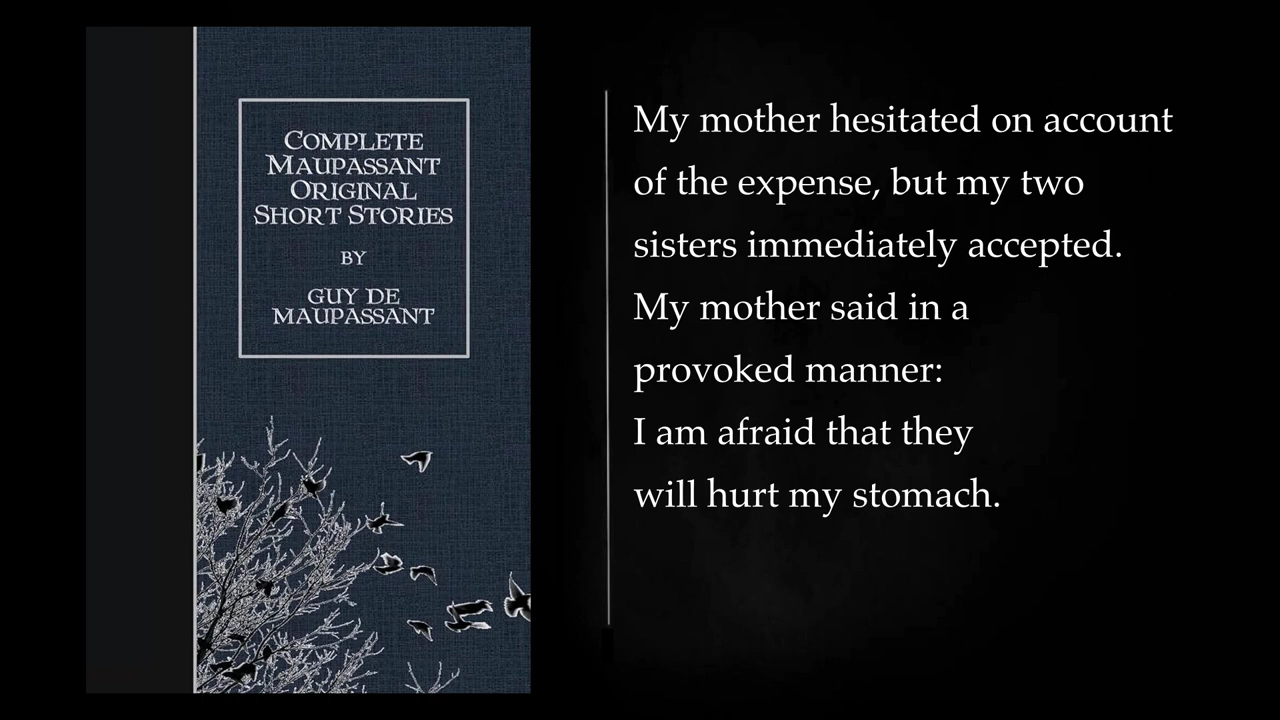 COMPLETE
MAUPASSANT
ORIGINAL
SHORT STORIES
BY
GUY DE
MAUPASSANT
My mother hesitated on account
of the expense, but my two
sisters immediately accepted.
My mother said in a
provoked manner:
I am afraid that they
will hurt my stomach.